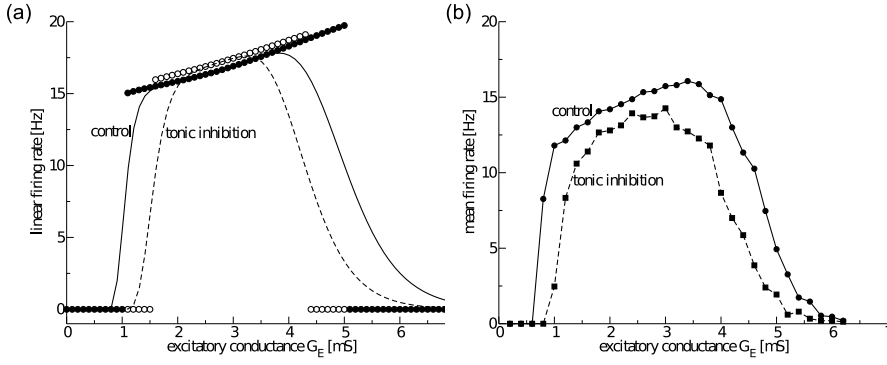 (a)
20
15
10
5
0
linear firing rate [Hz]
control
tonic inhibition
0 1 2 3 4 5 6
excitatory conductance G_E [mS]
(b)
20
15
10
5
0
mean firing rate [Hz]
control
tonic inhibition
0 1 2 3 4 5 6
excitatory conductance G_E [mS]